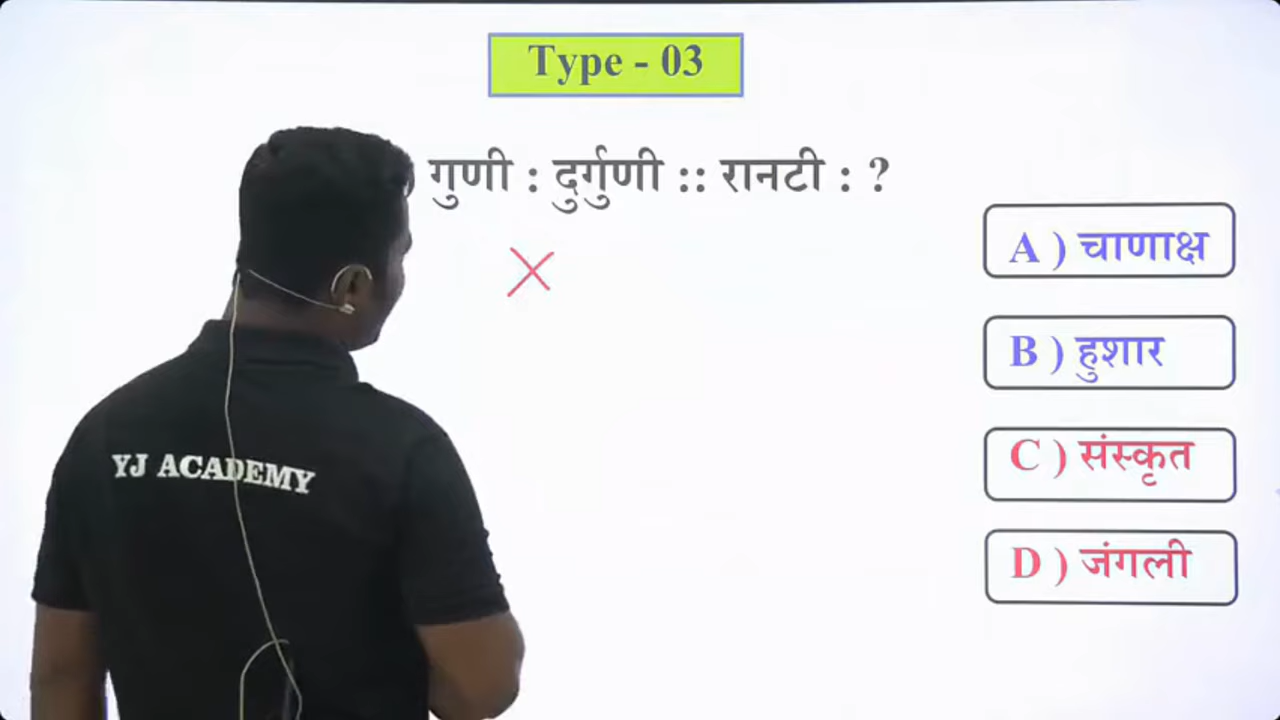 Type - 03
गुणी : दुर्गुणी :: रानटी : ?
A ) चाणाक्ष
B ) हुशार
C ) संस्कृत
D ) जंगली
YJ ACADEMY